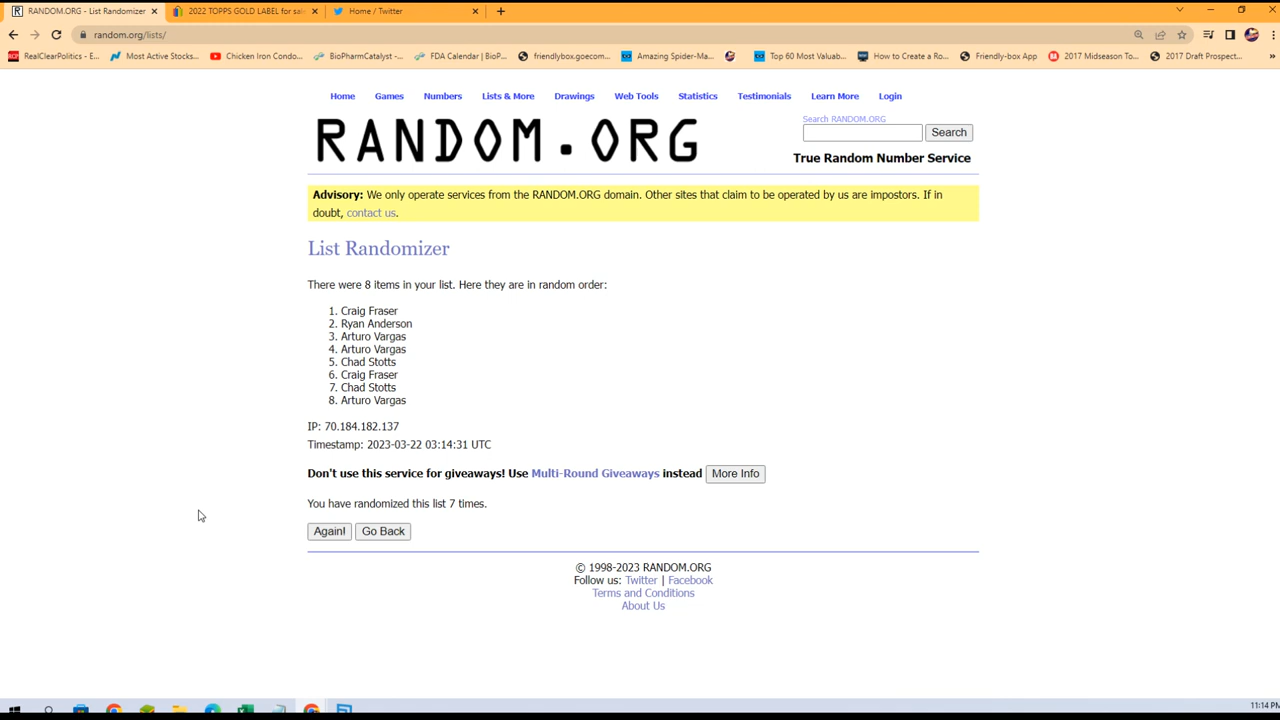 RANDOM.ORG - List Randomizer
2022 TOPPS GOLD LABEL for sal
Home / Twitter
random.org/lists/
RealClearPolitics - E...
Most Active Stocks...
Chicken Iron Condo...
BioPharmCatalyst -...
FDA Calendar | BioP...
friendlybox.goecom...
Amazing Spider-Ma...
Top 60 Most Valuab...
How to Create a Ro...
Friendly-box App
2017 Midseason To...
2017 Draft Prospect...
Home Games Numbers Lists & More Drawings Web Tools Statistics Testimonials Learn More Login
RANDOM.ORG
Search RANDOM.ORG
Search
True Random Number Service
Advisory: We only operate services from the RANDOM.ORG domain. Other sites that claim to be operated by us are impostors. If in
doubt, contact us.
List Randomizer
There were 8 items in your list. Here they are in random order:
1. Craig Fraser
2. Ryan Anderson
3. Arturo Vargas
4. Arturo Vargas
5. Chad Stotts
6. Craig Fraser
7. Chad Stotts
8. Arturo Vargas
IP: 70.184.182.137
Timestamp: 2023-03-22 03:14:31 UTC
Don't use this service for giveaways! Use Multi-Round Giveaways instead More Info
You have randomized this list 7 times.
Again! Go Back
© 1998-2023 RANDOM.ORG
Follow us: Twitter | Facebook
Terms and Conditions
About Us
11:14 PM